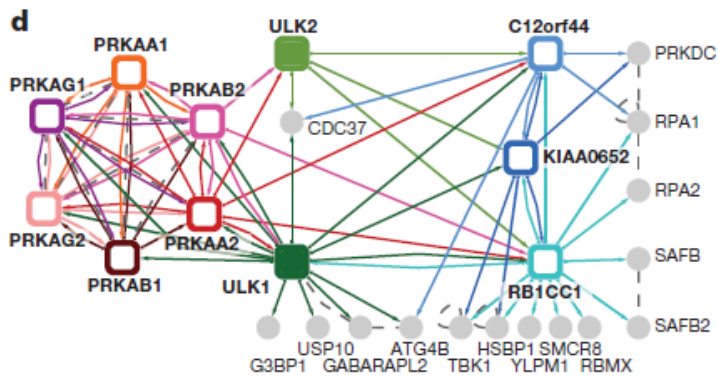 d
ULK2
C12orf44
PRKAA1
PRKDC
PRKAG1
PRKAB2
CDC37
RPA1
KIAA0652
RPA2
PRKAG2
PRKAA2
SAFB
PRKAB1
ULK1
RB1CC1
SAFB2
USP10
ATG4B
HSBP1 SMCR8
G3BP1
GABARAPL2
TBK1
YLPM1
RBMX